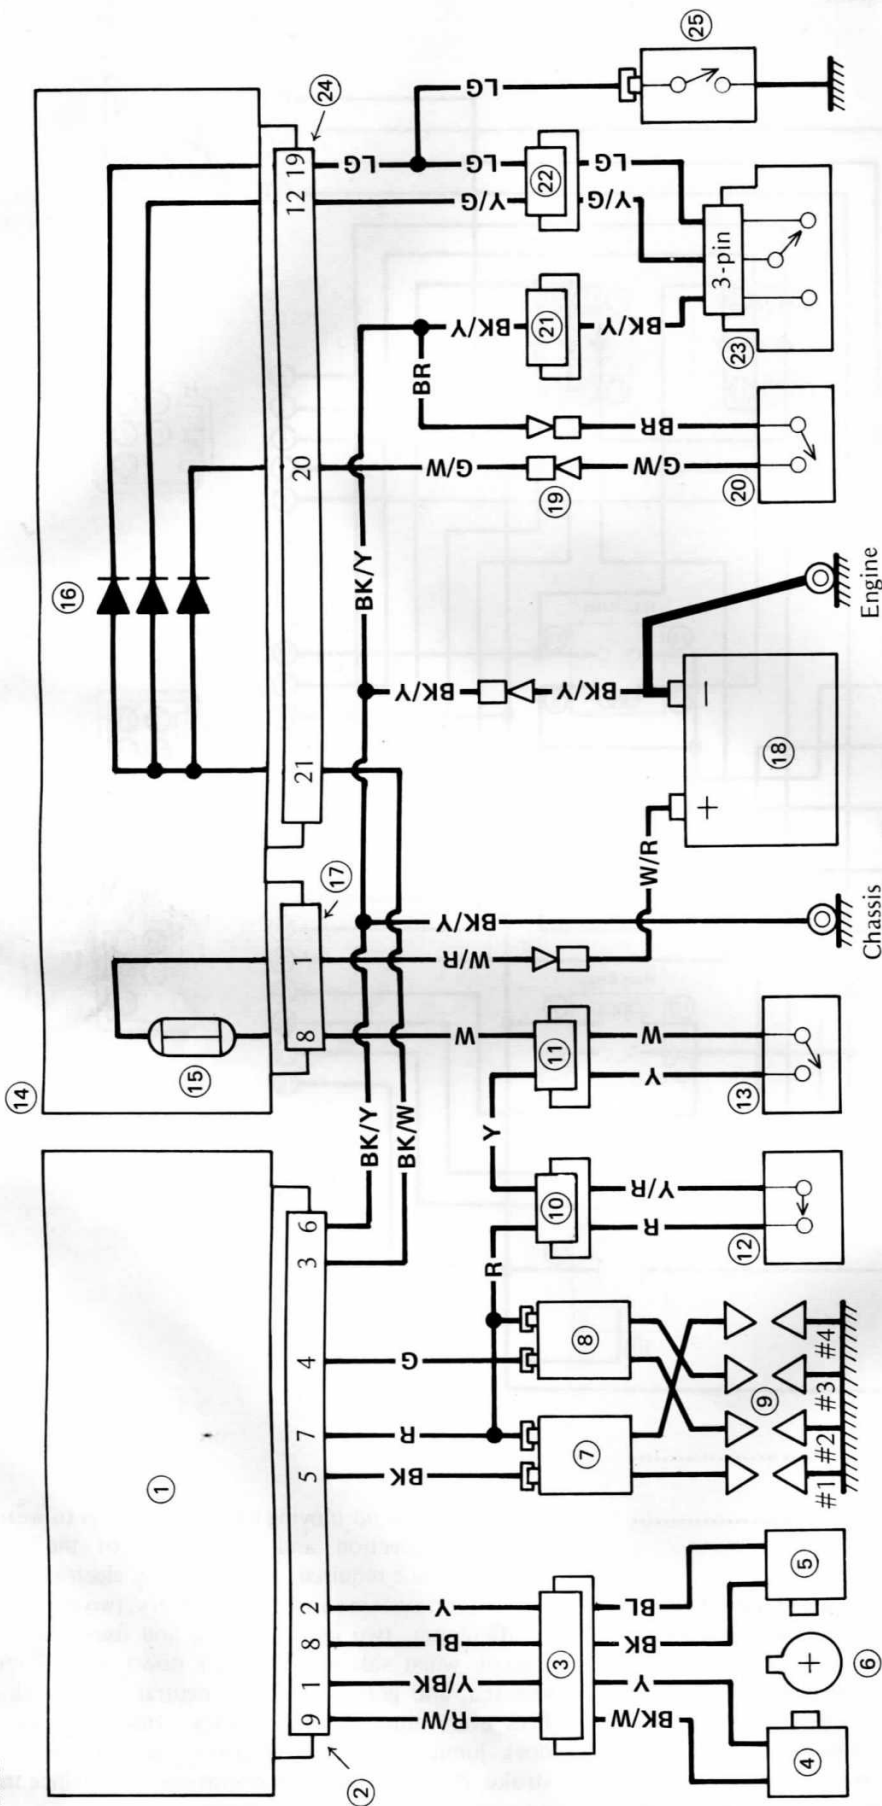 ⑭
⑯
⑮
①
⑰
㉔
②
9 1 8 2 5 7 4 3 6
8 1 21 20 12 19
R/W
Y/BK
BL
Y
BK
R
G
BK/Y
BK/W
W
W/R
BK/Y
BK/Y
BK/Y
BR
G/W
BK/Y
Y/G
LG
LG
LG
㉕
③
R
Y
⑩
⑪
⑲
㉑
㉒
BK/W
Y
BK
BL
⑦
⑧
R
Y/R
Y
W
W/R
BK/Y
G/W
BR
BK/Y
Y/G
LG
3-pin
④
⑥
⑤
#1 #2 #3 #4
⑨
⑫
⑬
+ −
⑱
⑳
㉓
+
Chassis
Engine